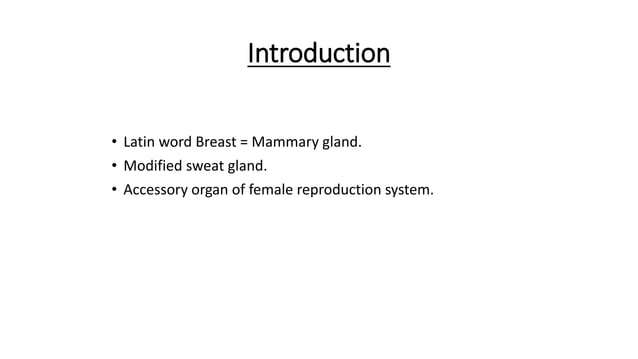 Introduction
• Latin word Breast = Mammary gland.
• Modified sweat gland.
• Accessory organ of female reproduction system.